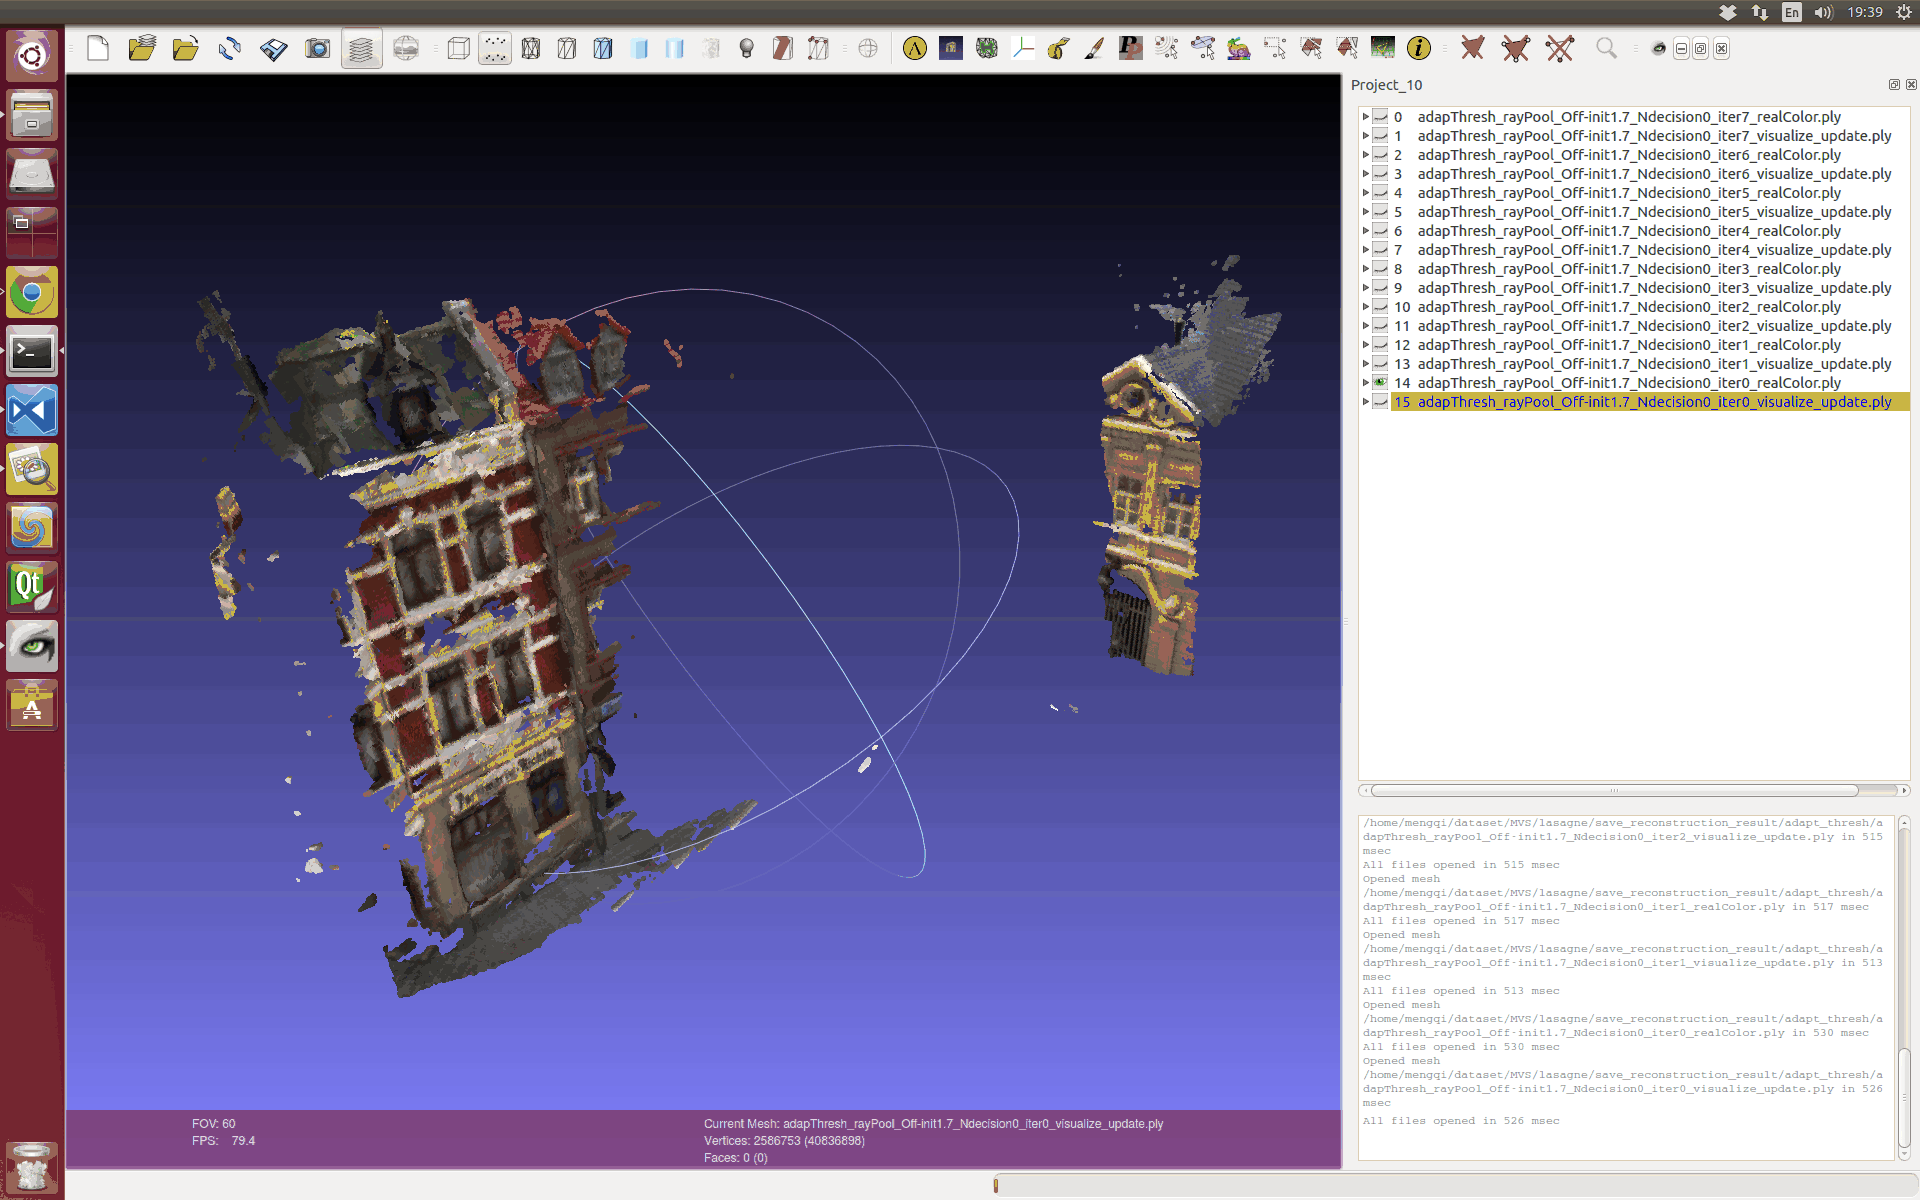 En
19:39
Project_10
0 adapThresh_rayPool_Off-init1.7_Ndecision0_iter7_realColor.ply
1 adapThresh_rayPool_Off-init1.7_Ndecision0_iter7_visualize_update.ply
2 adapThresh_rayPool_Off-init1.7_Ndecision0_iter6_realColor.ply
3 adapThresh_rayPool_Off-init1.7_Ndecision0_iter6_visualize_update.ply
4 adapThresh_rayPool_Off-init1.7_Ndecision0_iter5_realColor.ply
5 adapThresh_rayPool_Off-init1.7_Ndecision0_iter5_visualize_update.ply
6 adapThresh_rayPool_Off-init1.7_Ndecision0_iter4_realColor.ply
7 adapThresh_rayPool_Off-init1.7_Ndecision0_iter4_visualize_update.ply
8 adapThresh_rayPool_Off-init1.7_Ndecision0_iter3_realColor.ply
9 adapThresh_rayPool_Off-init1.7_Ndecision0_iter3_visualize_update.ply
10 adapThresh_rayPool_Off-init1.7_Ndecision0_iter2_realColor.ply
11 adapThresh_rayPool_Off-init1.7_Ndecision0_iter2_visualize_update.ply
12 adapThresh_rayPool_Off-init1.7_Ndecision0_iter1_realColor.ply
13 adapThresh_rayPool_Off-init1.7_Ndecision0_iter1_visualize_update.ply
14 adapThresh_rayPool_Off-init1.7_Ndecision0_iter0_realColor.ply
15 adapThresh_rayPool_Off-init1.7_Ndecision0_iter0_visualize_update.ply
Qt
/home/mengqi/dataset/MVS/lasagne/save_reconstruction_result/adapt_thresh/a
dapThresh_rayPool_Off-init1.7_Ndecision0_iter2_visualize_update.ply in 515
msec
All files opened in 515 msec
Opened mesh
/home/mengqi/dataset/MVS/lasagne/save_reconstruction_result/adapt_thresh/a
dapThresh_rayPool_Off-init1.7_Ndecision0_iter1_realColor.ply in 517 msec
All files opened in 517 msec
Opened mesh
/home/mengqi/dataset/MVS/lasagne/save_reconstruction_result/adapt_thresh/a
dapThresh_rayPool_Off-init1.7_Ndecision0_iter1_visualize_update.ply in 513
msec
All files opened in 513 msec
Opened mesh
/home/mengqi/dataset/MVS/lasagne/save_reconstruction_result/adapt_thresh/a
dapThresh_rayPool_Off-init1.7_Ndecision0_iter0_realColor.ply in 530 msec
All files opened in 530 msec
Opened mesh
/home/mengqi/dataset/MVS/lasagne/save_reconstruction_result/adapt_thresh/a
dapThresh_rayPool_Off-init1.7_Ndecision0_iter0_visualize_update.ply in 526
msec
All files opened in 526 msec
FOV: 60
FPS: 79.4
Current Mesh: adapThresh_rayPool_Off-init1.7_Ndecision0_iter0_visualize_update.ply
Vertices: 2586753 (40836898)
Faces: 0 (0)